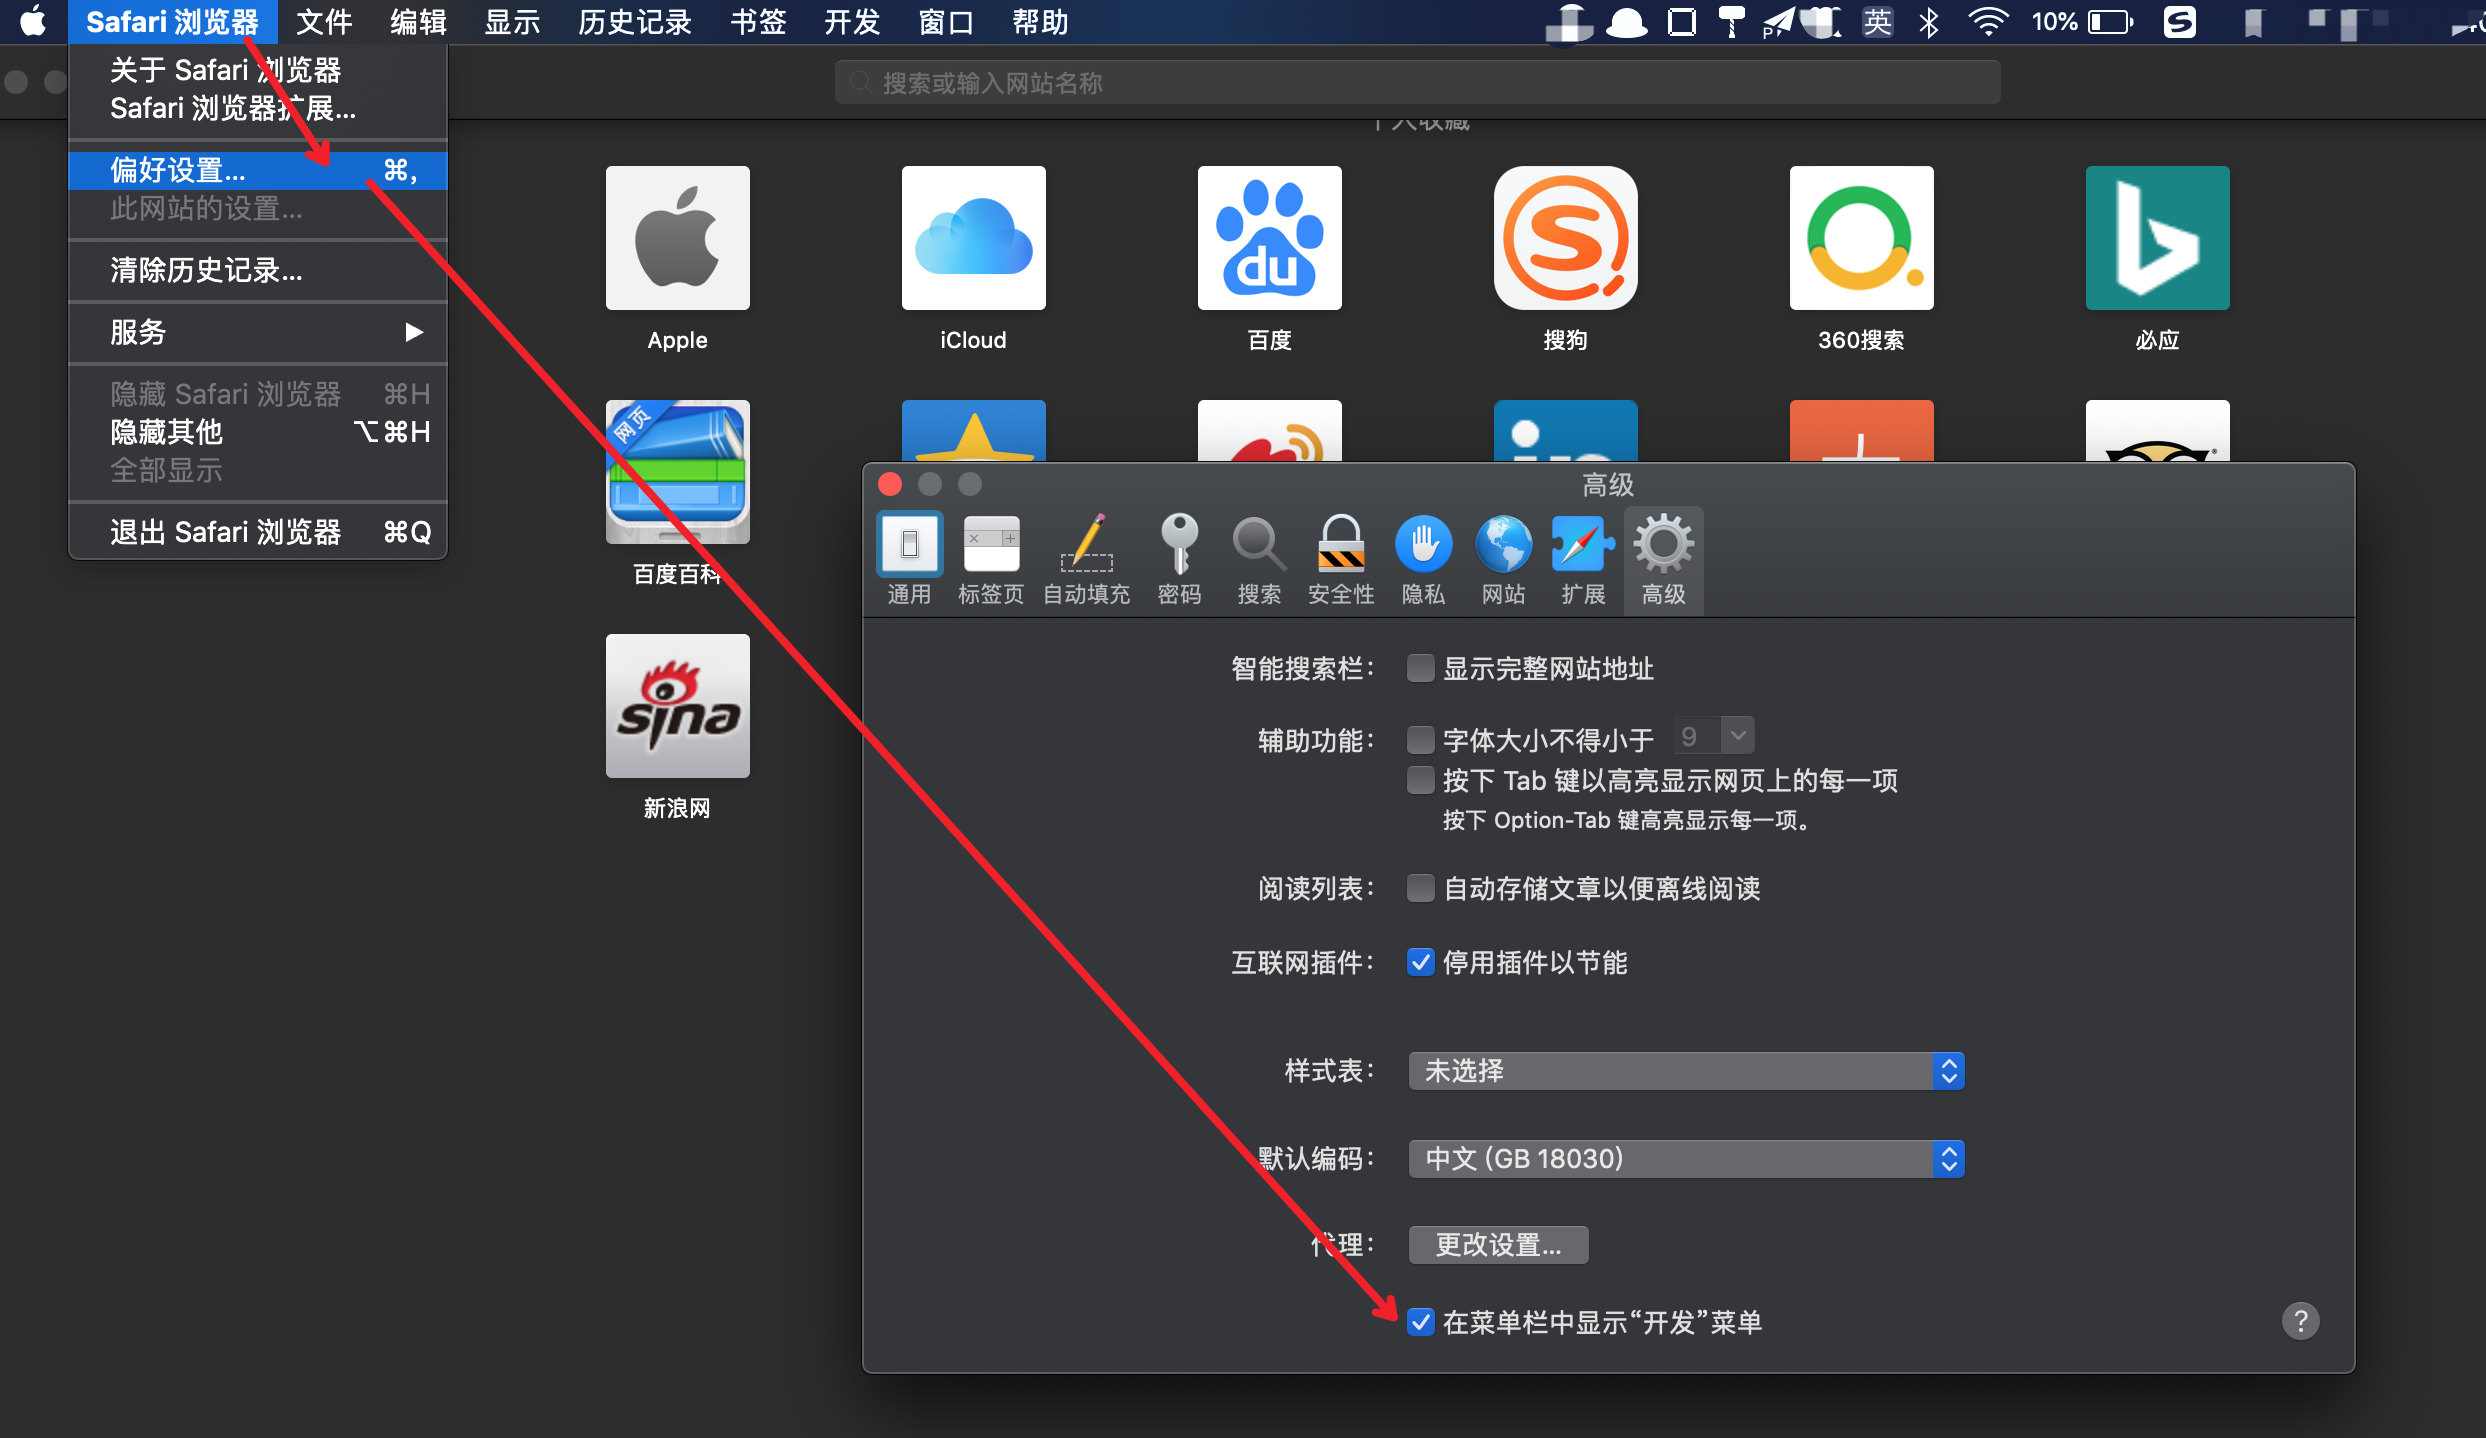 Safari 浏览器 文件 编辑 显示 历史记录 书签 开发 窗口 帮助 英 10%
关于 Safari 浏览器
Safari 浏览器扩展...
偏好设置... ⌘,
此网站的设置...
清除历史记录...
服务
隐藏 Safari 浏览器 ⌘H
隐藏其他 ⌥⌘H
全部显示
退出 Safari 浏览器 ⌘Q
搜索或输入网站名称
个人收藏
du
Apple iCloud 百度 搜狗 360搜索 必应
网页
in
百度百科
sina
新浪网
高级
通用 标签页 自动填充 密码 搜索 安全性 隐私 网站 扩展 高级
智能搜索栏： 显示完整网站地址
辅助功能： 字体大小不得小于 9
按下 Tab 键以高亮显示网页上的每一项
按下 Option-Tab 键高亮显示每一项。
阅读列表： 自动存储文章以便离线阅读
互联网插件： 停用插件以节能
样式表： 未选择
默认编码： 中文 (GB 18030)
代理： 更改设置...
在菜单栏中显示“开发”菜单
?